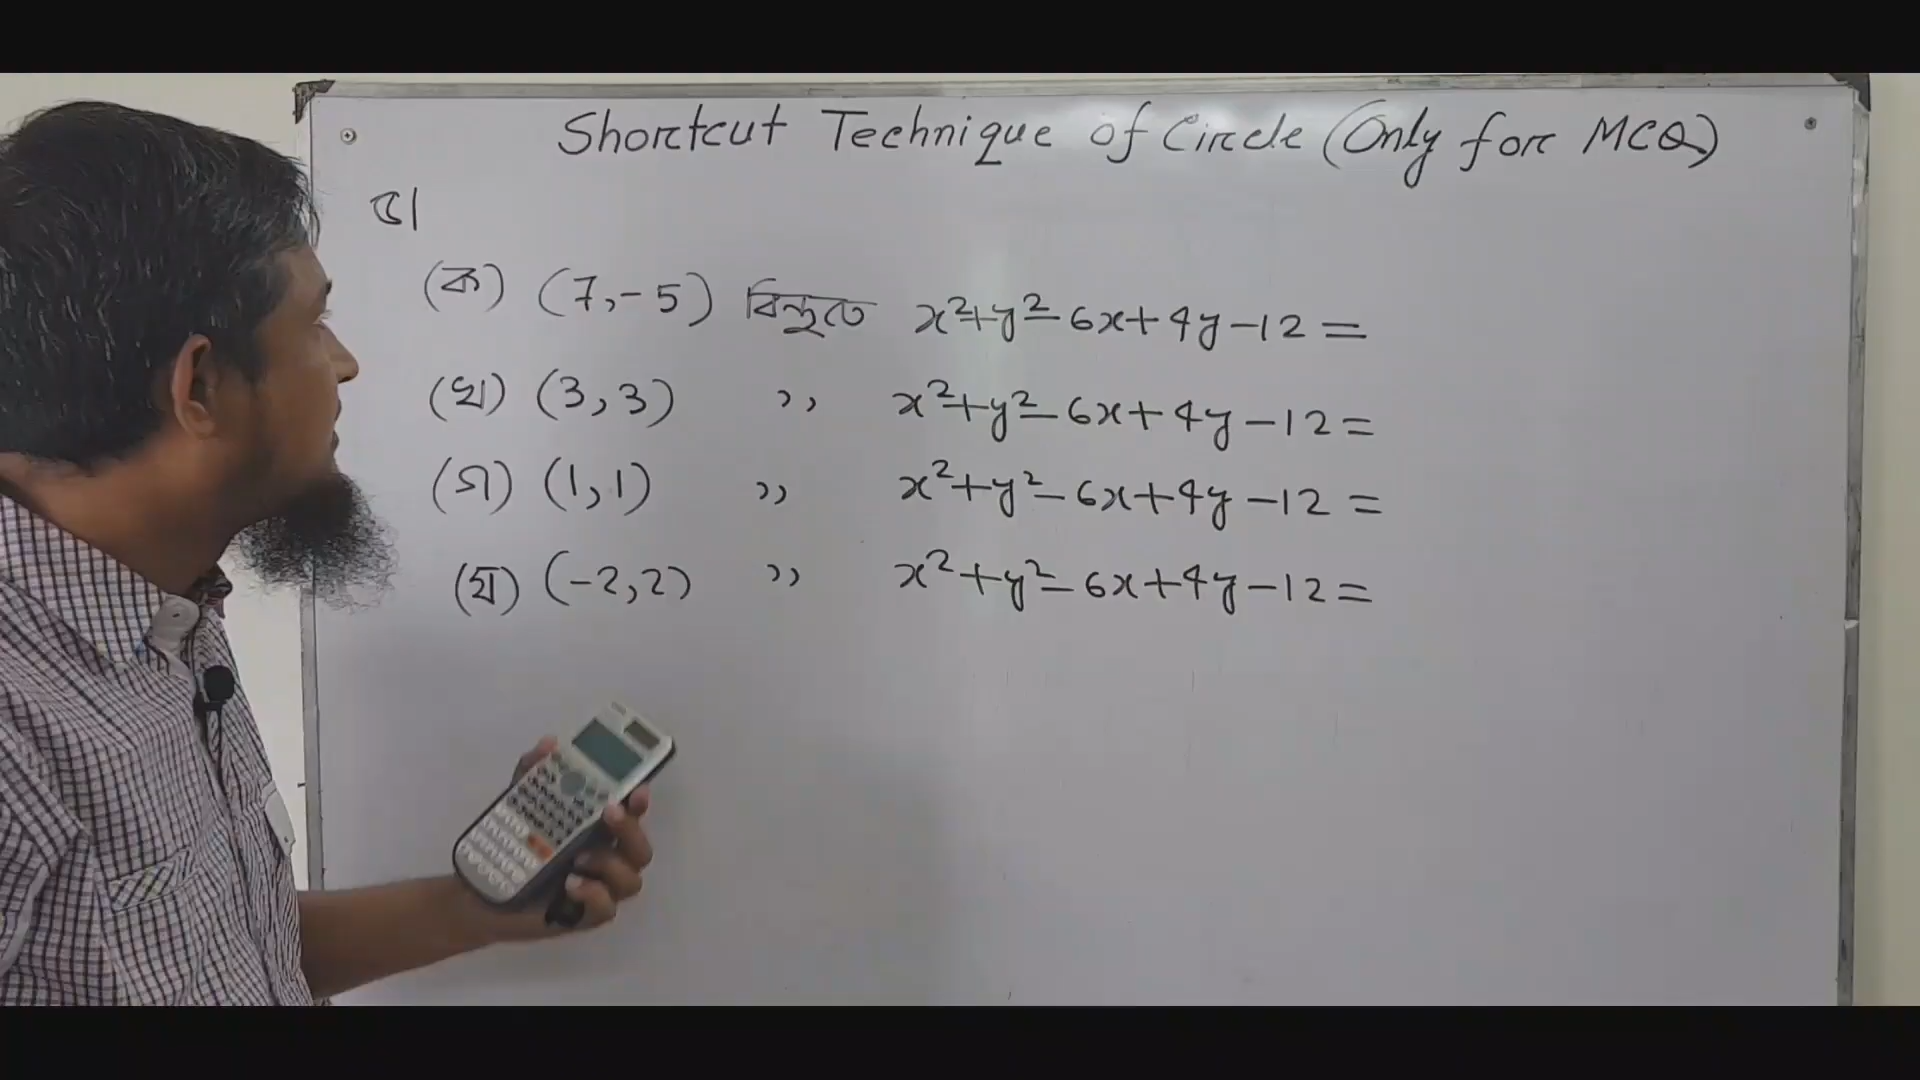 Shortcut Technique of Circle (Only for MCQ)
৩।
(ক) (7,-5) বিন্দুতে x²+y²-6x+4y-12=
(খ) (3,3) ,, x²+y²-6x+4y-12=
(গ) (1,1) ,, x²+y²-6x+4y-12=
(ঘ) (-2,2) ,, x²+y²-6x+4y-12=